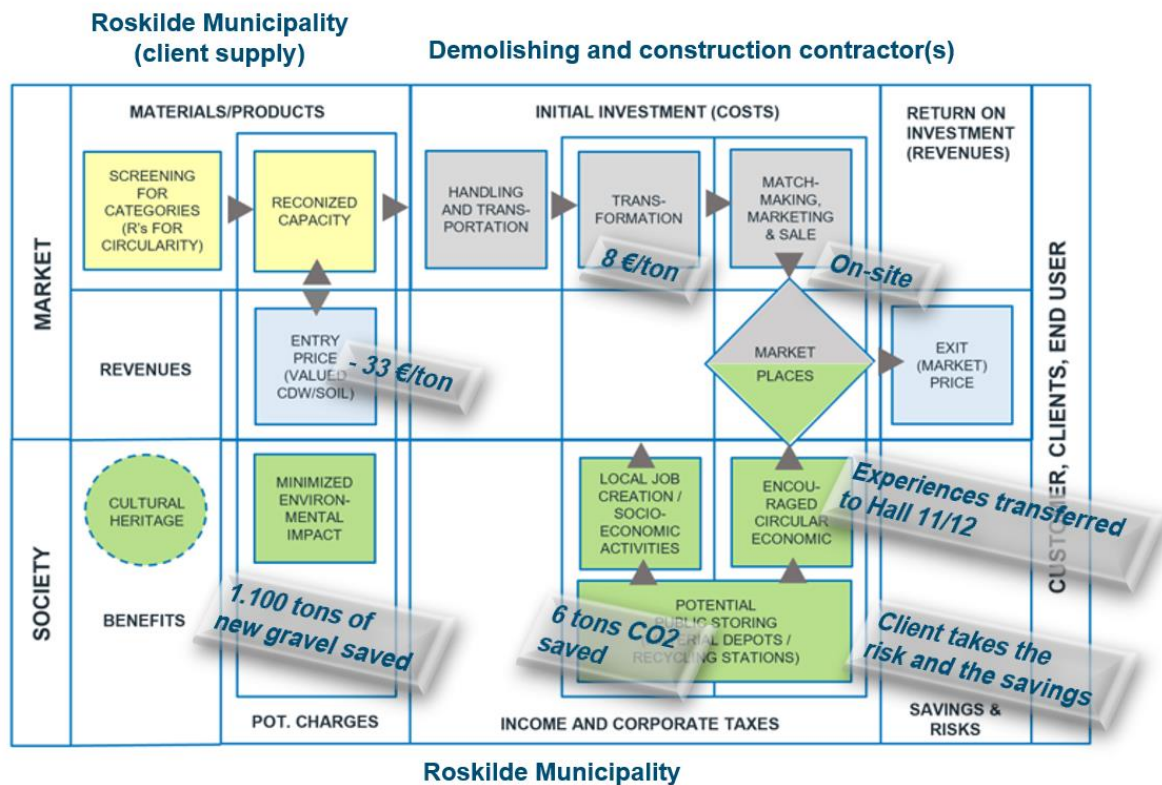 Roskilde Municipality
(client supply)
Demolishing and construction contractor(s)
MATERIALS/PRODUCTS
INITIAL INVESTMENT (COSTS)
RETURN ON
INVESTMENT
(REVENUES)
MARKET
SCREENING
FOR
CATEGORIES
(R's FOR
CIRCULARITY)
RECONIZED
CAPACITY
HANDLING
AND TRANS-
PORTATION
TRANS-
FORMATION
MATCH-
MAKING,
MARKETING
& SALE
8 €/ton
On-site
REVENUES
ENTRY
PRICE
(VALUED
CDW/SOIL)
- 33 €/ton
MARKET
PLACES
EXIT
(MARKET)
PRICE
CUSTOMER, CLIENTS, END USER
SOCIETY
CULTURAL
HERITAGE
MINIMIZED
ENVIRON-
MENTAL
IMPACT
LOCAL JOB
CREATION /
SOCIO-
ECONOMIC
ACTIVITIES
ENCOU-
RAGED
CIRCULAR
ECONOMIC
Experiences transferred
to Hall 11/12
BENEFITS
1.100 tons of
new gravel saved
6 tons CO2
saved
POTENTIAL
PUBLIC STORING
DEPOTS /
RECYCLING STATIONS)
Client takes the
risk and the savings
POT. CHARGES
INCOME AND CORPORATE TAXES
SAVINGS &
RISKS
Roskilde Municipality